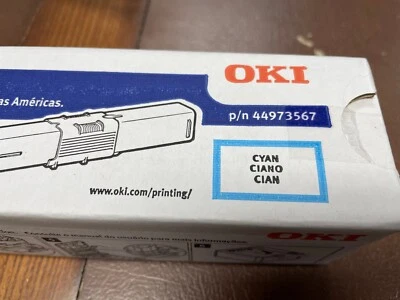 OKI
as Américas.
p/n 44973567
CYAN
CIANO
CIAN
www.oki.com/printing/
OKI